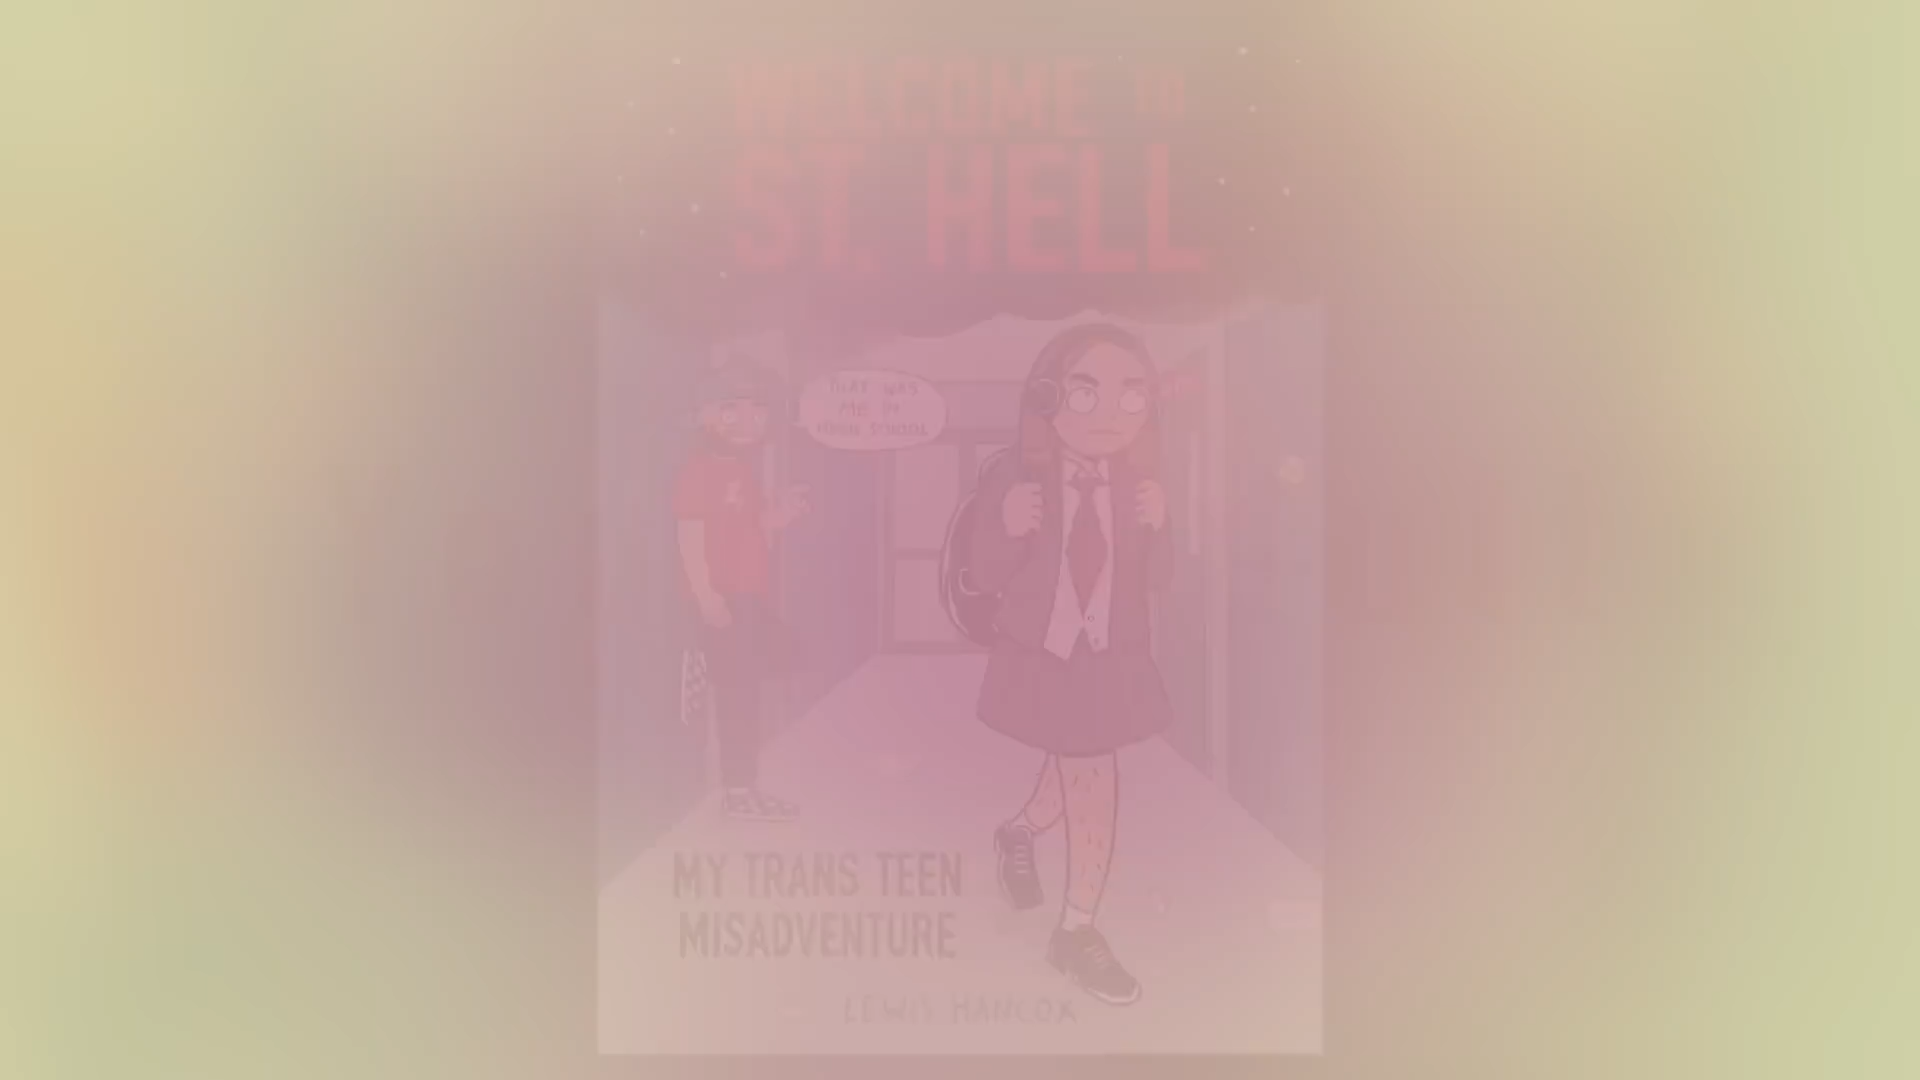 WELCOME TO
ST. HELL
THAT WAS
ME IN
HIGH SCHOOL
MY TRANS TEEN
MISADVENTURE
LEWIS HANCOX